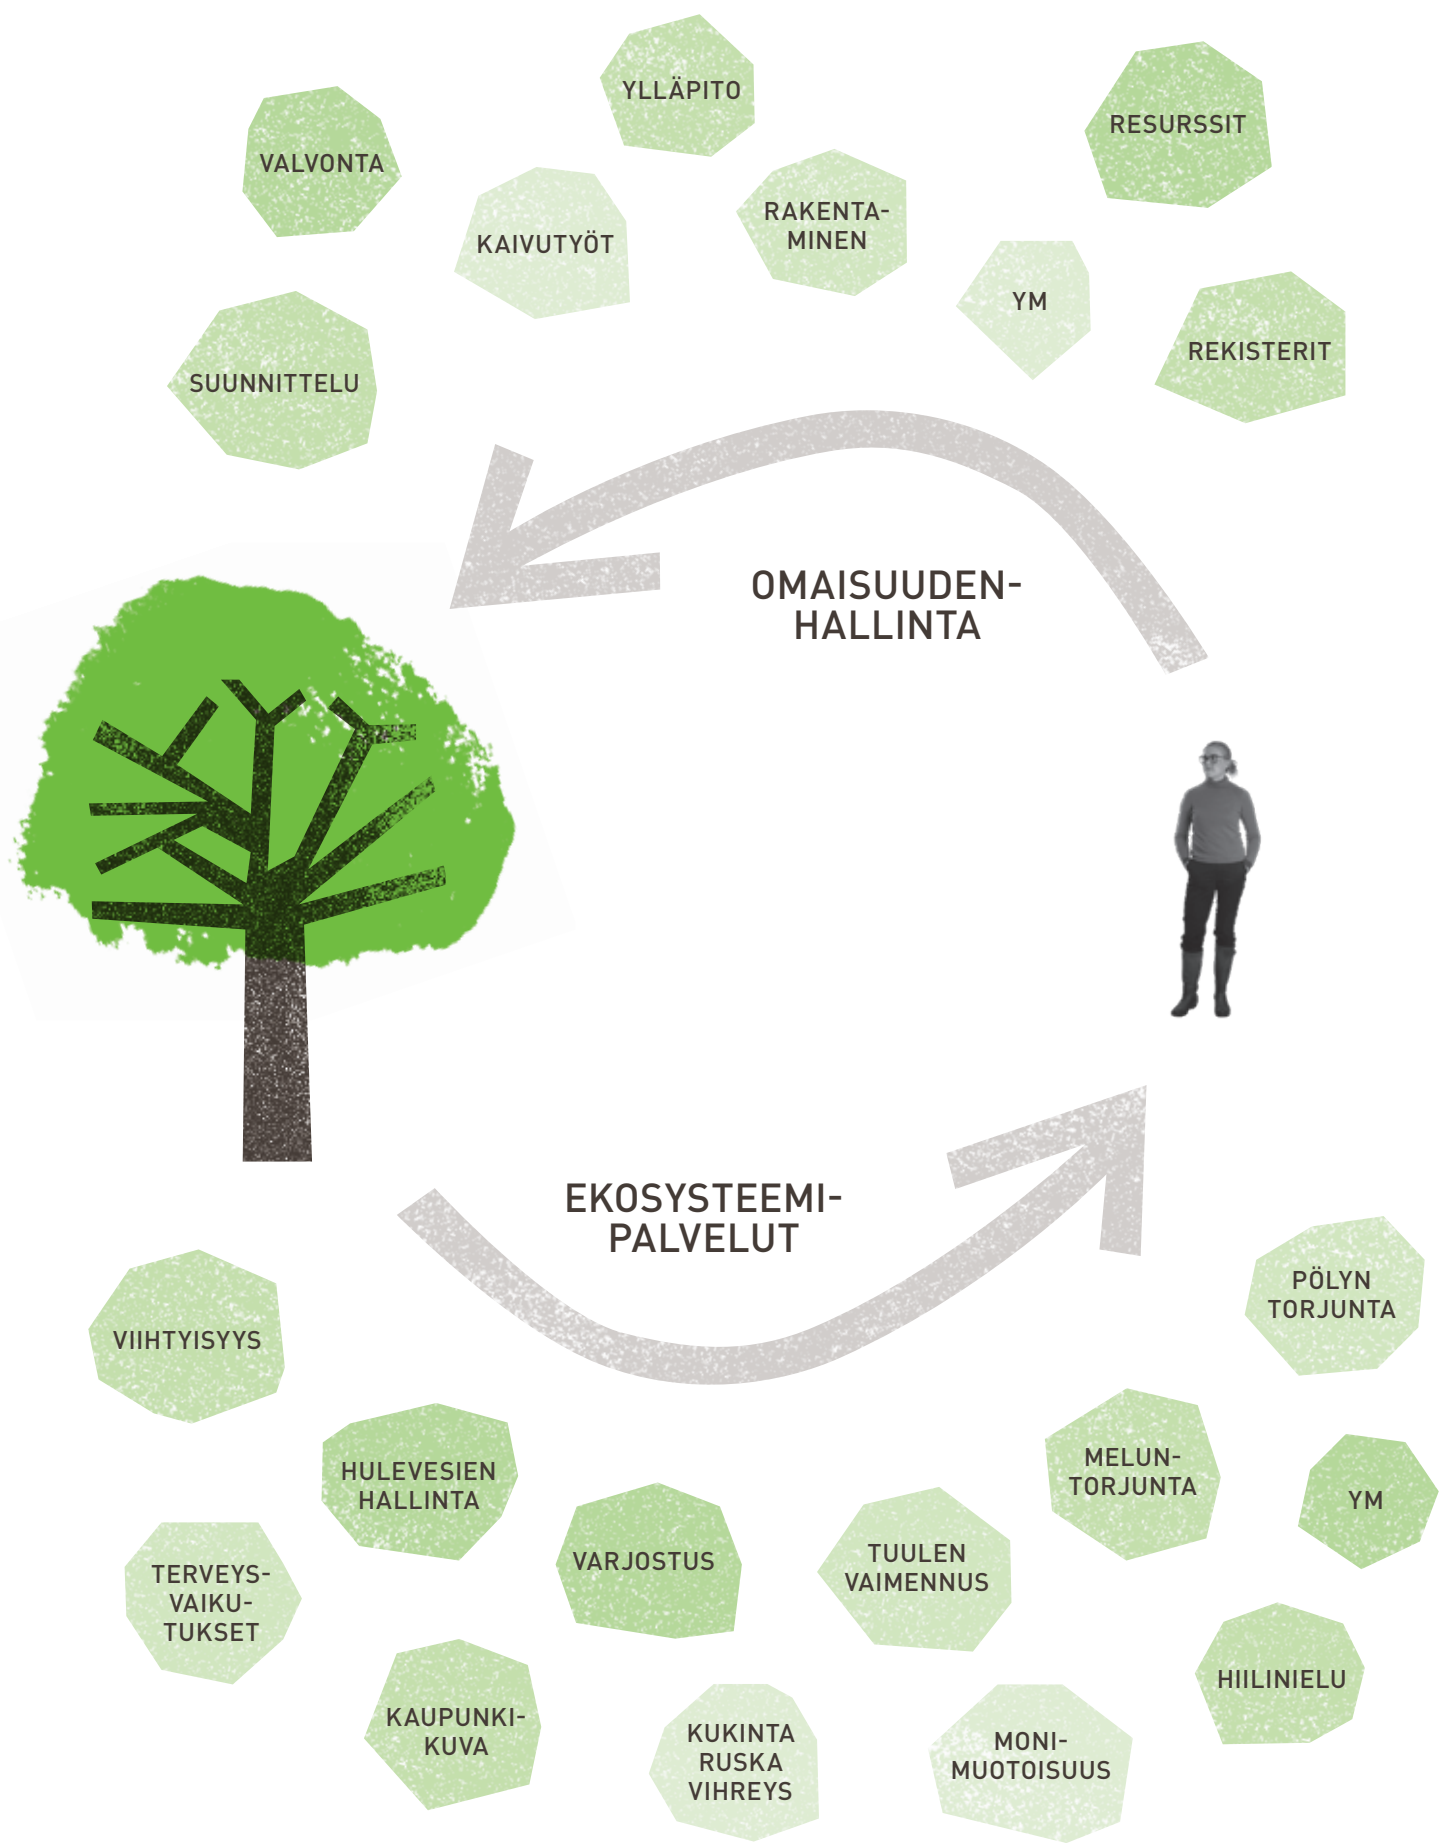 YLLÄPITO
RESURSSIT
VALVONTA
RAKENTA-
MINEN
KAIVUTYÖT
YM
REKISTERIT
SUUNNITTELU
OMAISUUDEN-
HALLINTA
EKOSYSTEEMI-
PALVELUT
PÖLYN
TORJUNTA
VIIHTYISYYS
HULEVESIEN
HALLINTA
MELUN-
TORJUNTA
YM
VARJOSTUS
TUULEN
VAIMENNUS
TERVEYS-
VAIKU-
TUKSET
HIILINIELU
KAUPUNKI-
KUVA
KUKINTA
RUSKA
VIHREYS
MONI-
MUOTOISUUS